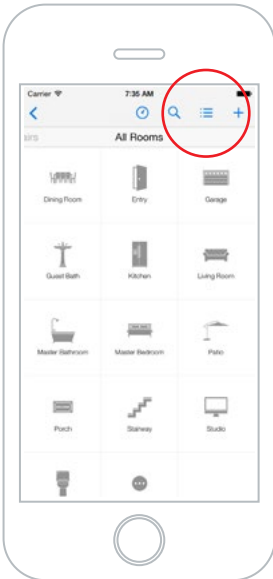 Carrier 7:35 AM
airs All Rooms
Dining Room Entry Garage
Guest Bath Kitchen Living Room
Master Bathroom Master Bedroom Patio
Porch Stairway Studio